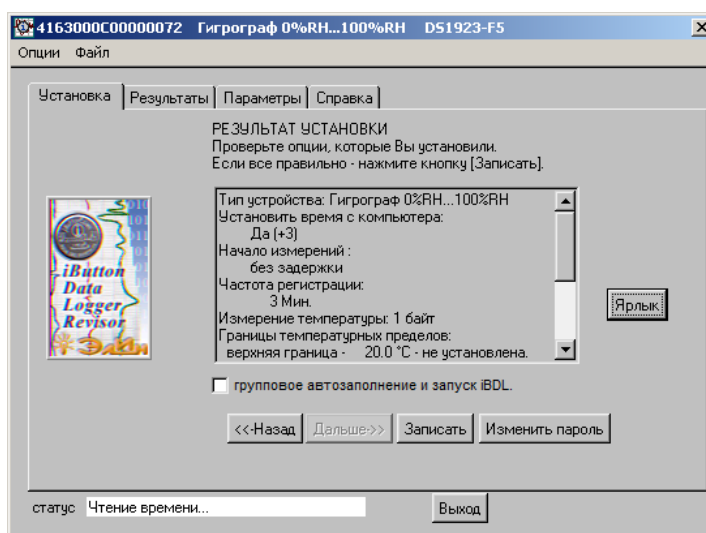 4163000C00000072 Гигрограф 0%RH...100%RH DS1923-F5
Опции Файл
Установка Результаты Параметры Справка
РЕЗУЛЬТАТ УСТАНОВКИ
Проверьте опции, которые Вы установили.
Если все правильно - нажмите кнопку [Записать].
Тип устройства: Гигрограф 0%RH...100%RH
Установить время с компьютера:
Да (+3)
Начало измерений :
без задержки
Частота регистрации:
3 Мин.
Измерение температуры: 1 байт
Границы температурных пределов:
верхняя граница - 20.0 °C - не установлена.
iButton
Data
Logger
Revisor
ЭлИн
Ярлык
групповое автозаполнение и запуск iBDL.
<<-Назад Дальше->> Записать Изменить пароль
статус Чтение времени... Выход